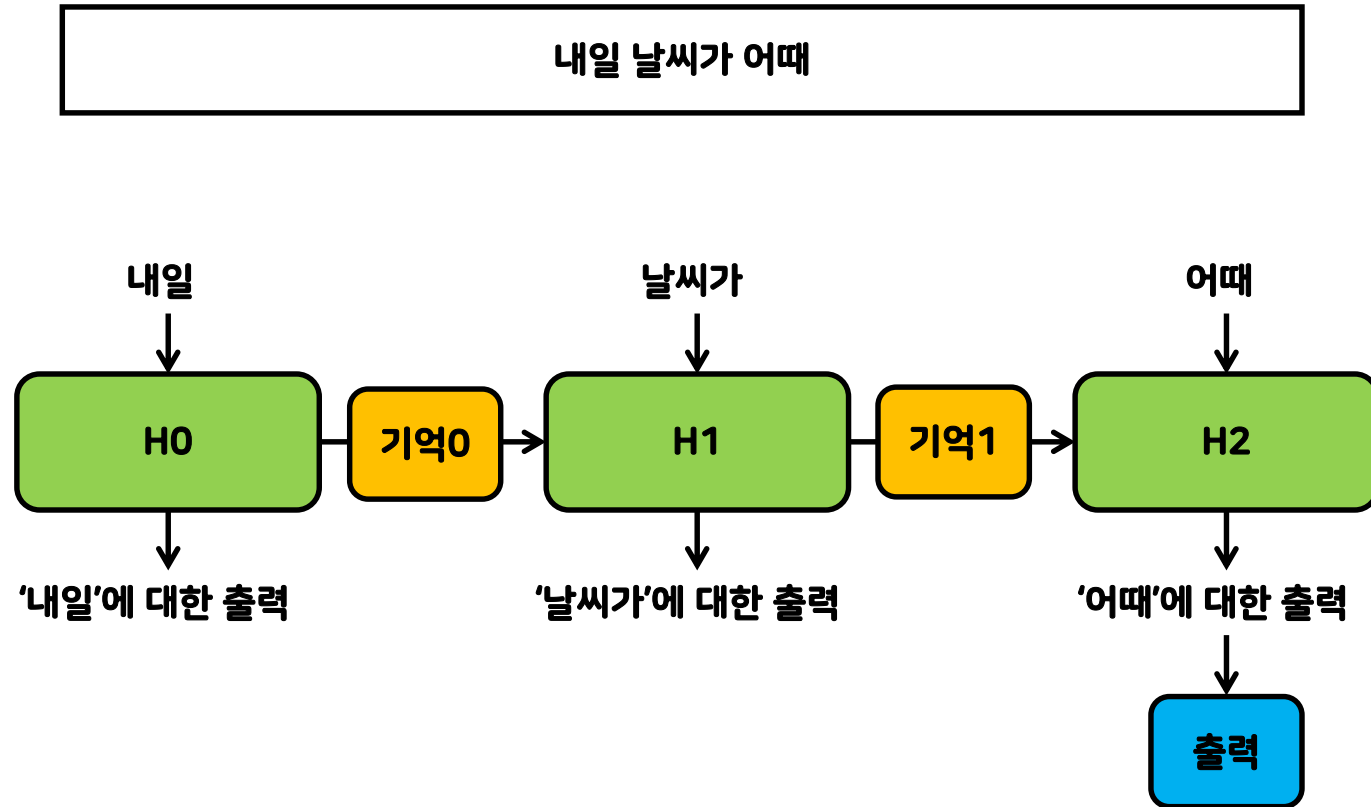 내일 날씨가 어때
내일
날씨가
어때
H0
기억0
H1
기억1
H2
‘내일’에 대한 출력
‘날씨가’에 대한 출력
‘어때’에 대한 출력
출력